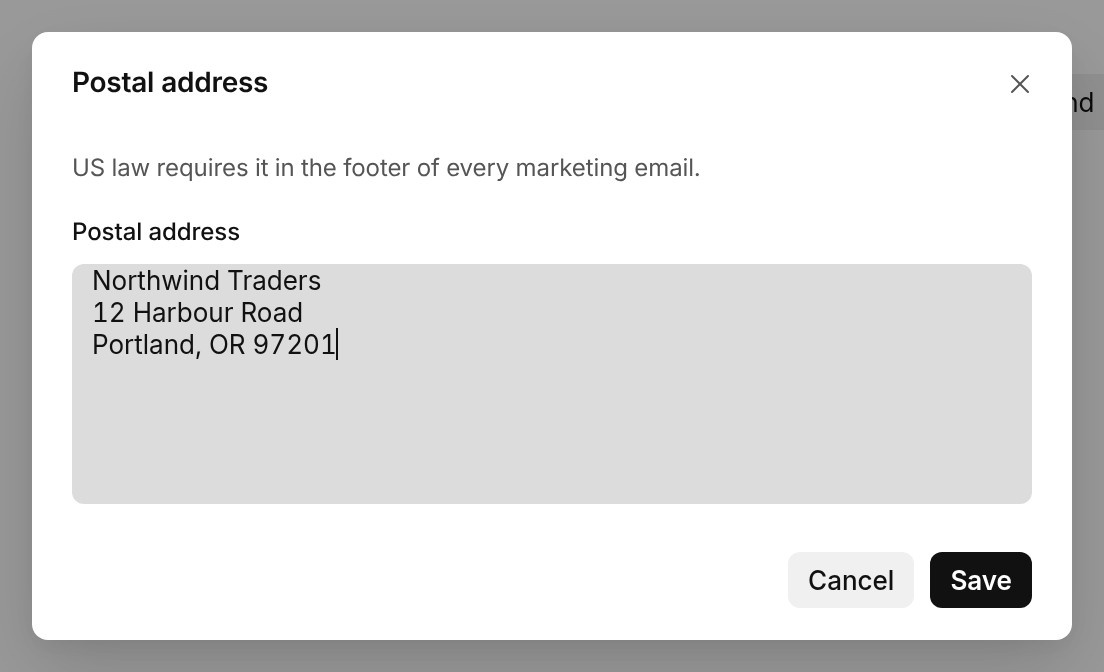 Postal address
nd
US law requires it in the footer of every marketing email.
Postal address
Northwind Traders
12 Harbour Road
Portland, OR 97201
Cancel
Save